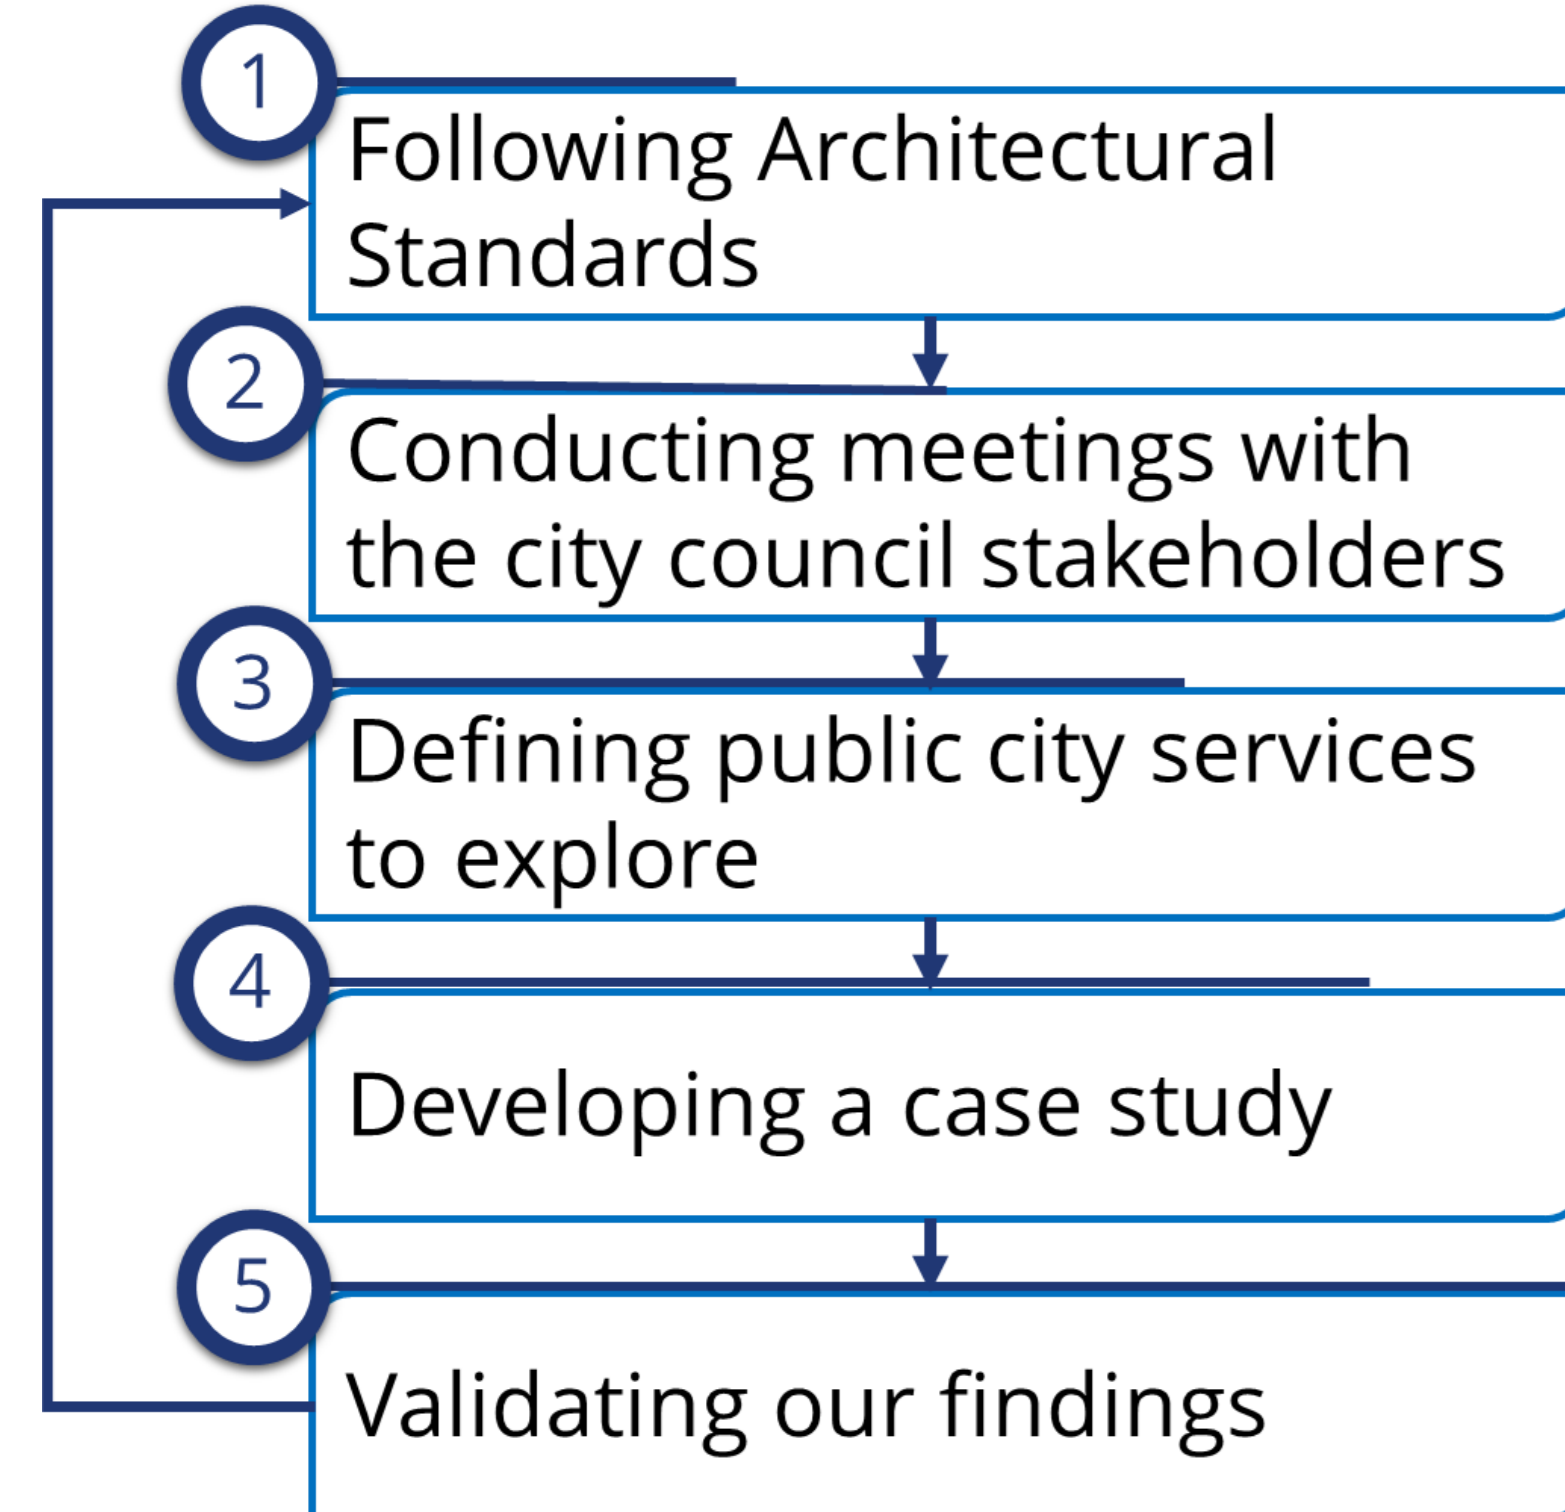 1
Following Architectural
Standards
2
Conducting meetings with
the city council stakeholders
3
Defining public city services
to explore
4
Developing a case study
5
Validating our findings